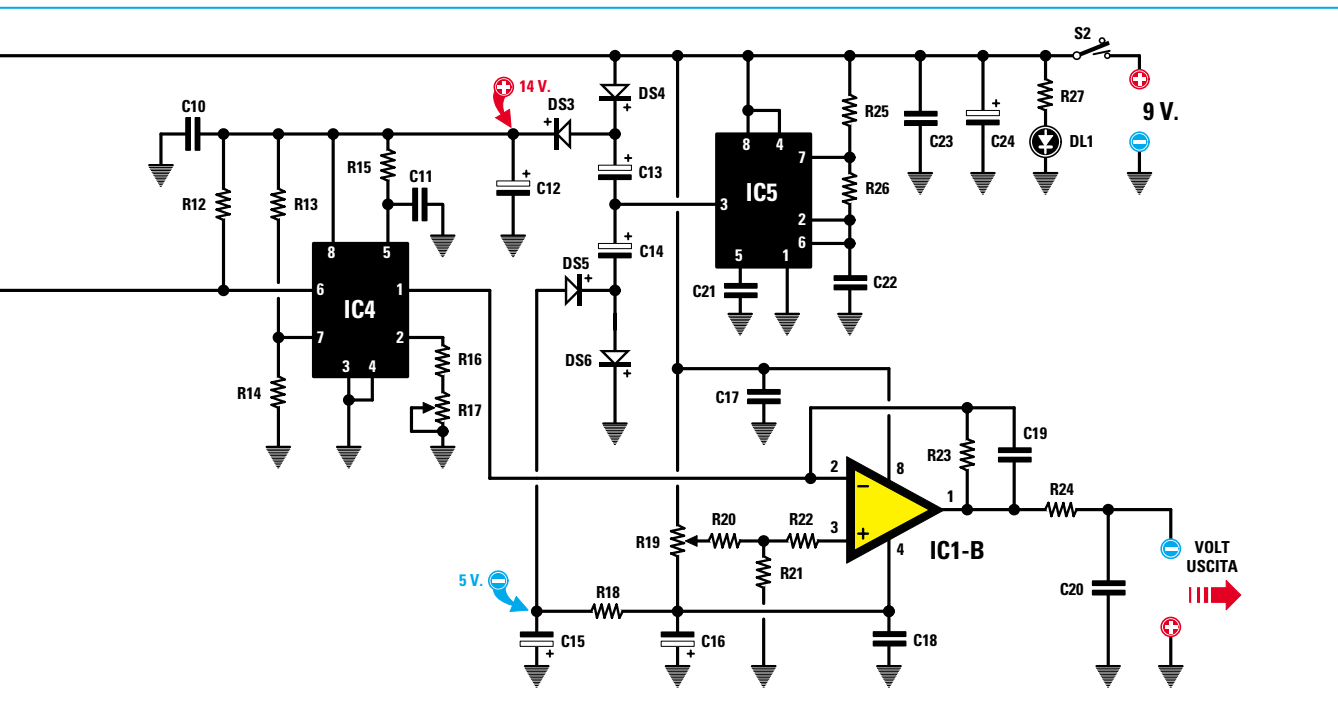 S2
C10
14 V.
DS3
DS4
R25
C23
C24
R27
DL1
9 V.
R15
C11
C12
C13
8
4
7
IC5
R26
R12
R13
3
2
6
8
5
C14
5
1
DS5
C21
C22
6
1
IC4
7
2
3
4
R14
R16
R17
DS6
C17
R23
C19
2
8
1
R24
R19
R20
R22
3
4
IC1-B
VOLT
USCITA
R21
5 V.
R18
C20
C15
C16
C18